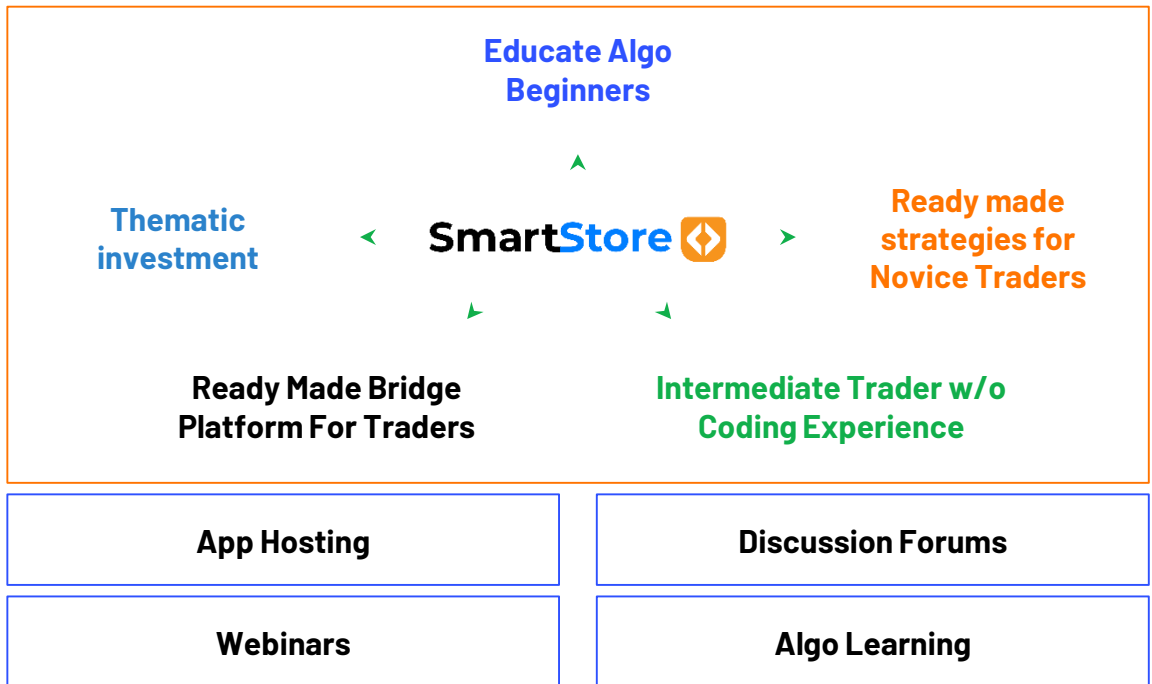 Educate Algo
Beginners
Thematic
investment
SmartStore
Ready made
strategies for
Novice Traders
Ready Made Bridge
Platform For Traders
Intermediate Trader w/o
Coding Experience
App Hosting
Discussion Forums
Webinars
Algo Learning